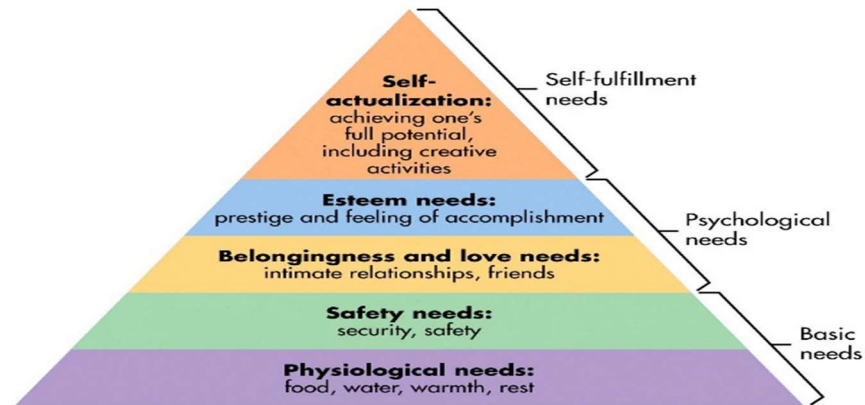 Self-
actualization:
achieving one's
full potential,
including creative
activities
Self-fulfillment
needs
Esteem needs:
prestige and feeling of accomplishment
Psychological
needs
Belongingness and love needs:
intimate relationships, friends
Safety needs:
security, safety
Basic
needs
Physiological needs:
food, water, warmth, rest